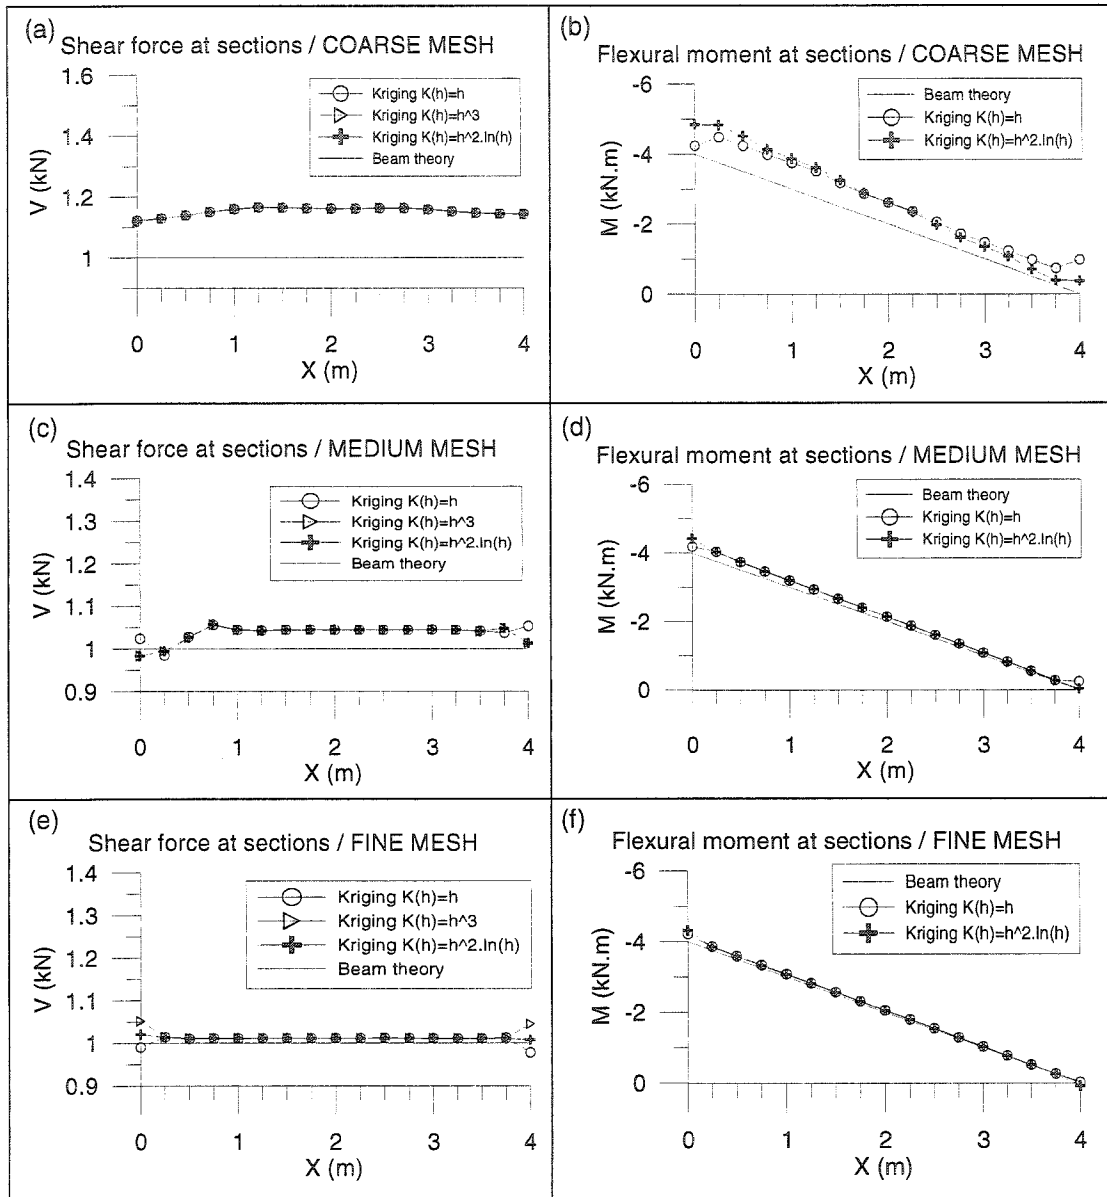 (a)
Shear force at sections / COARSE MESH
1.6
1.4
1.2
1
V (kN)
Kriging K(h)=h
Kriging K(h)=h^3
Kriging K(h)=h^2.ln(h)
Beam theory
0 1 2 3 4
X (m)
(b)
Flexural moment at sections / COARSE MESH
-6
-4
-2
0
M (kN.m)
Beam theory
Kriging K(h)=h
Kriging K(h)=h^2.ln(h)
0 1 2 3 4
X (m)
(c)
Shear force at sections / MEDIUM MESH
1.4
1.3
1.2
1.1
1
0.9
V (kN)
Kriging K(h)=h
Kriging K(h)=h^3
Kriging K(h)=h^2.ln(h)
Beam theory
0 1 2 3 4
X (m)
(d)
Flexural moment at sections / MEDIUM MESH
-6
-4
-2
0
M (kN.m)
Beam theory
Kriging K(h)=h
Kriging K(h)=h^2.ln(h)
0 1 2 3 4
X (m)
(e)
Shear force at sections / FINE MESH
1.4
1.3
1.2
1.1
1
0.9
V (kN)
Kriging K(h)=h
Kriging K(h)=h^3
Kriging K(h)=h^2.ln(h)
Beam theory
0 1 2 3 4
X (m)
(f)
Flexural moment at sections / FINE MESH
-6
-4
-2
0
M (kN.m)
Beam theory
Kriging K(h)=h
Kriging K(h)=h^2.ln(h)
0 1 2 3 4
X (m)